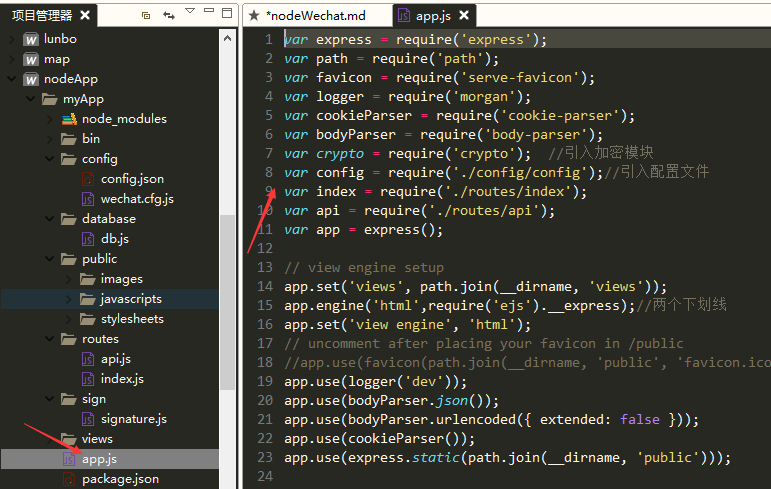 项目管理器
lunbo
map
nodeApp
myApp
node_modules
bin
config
config.json
wechat.cfg.js
database
db.js
public
images
javascripts
stylesheets
routes
api.js
index.js
sign
signature.js
views
app.js
package.json
*nodeWechat.md
app.js
1 var express = require('express');
2 var path = require('path');
3 var favicon = require('serve-favicon');
4 var logger = require('morgan');
5 var cookieParser = require('cookie-parser');
6 var bodyParser = require('body-parser');
7 var crypto = require('crypto');  //引入加密模块
8 var config = require('./config/config');//引入配置文件
9 var index = require('./routes/index');
10 var api = require('./routes/api');
11 var app = express();
12
13 // view engine setup
14 app.set('views', path.join(__dirname, 'views'));
15 app.engine('html',require('ejs').__express);//两个下划线
16 app.set('view engine', 'html');
17 // uncomment after placing your favicon in /public
18 //app.use(favicon(path.join(__dirname, 'public', 'favicon.ico
19 app.use(logger('dev'));
20 app.use(bodyParser.json());
21 app.use(bodyParser.urlencoded({ extended: false }));
22 app.use(cookieParser());
23 app.use(express.static(path.join(__dirname, 'public')));
24